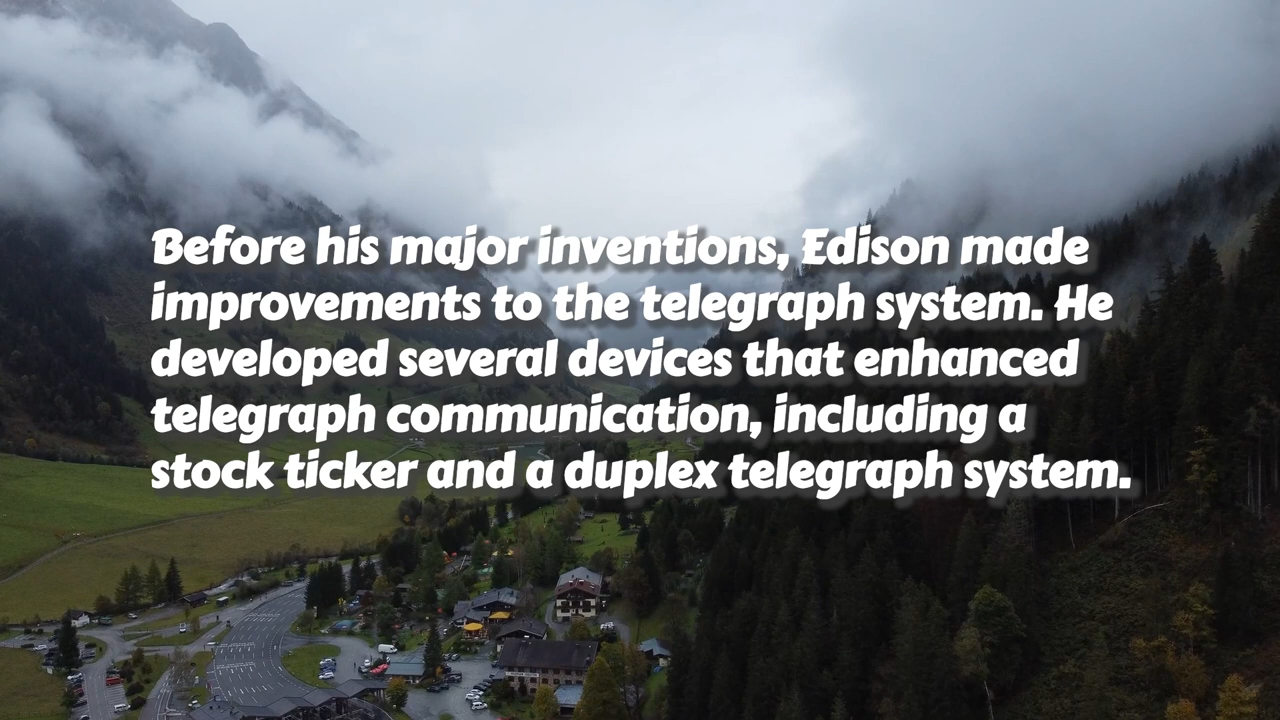 Before his major inventions, Edison made
improvements to the telegraph system. He
developed several devices that enhanced
telegraph communication, including a
stock ticker and a duplex telegraph system.